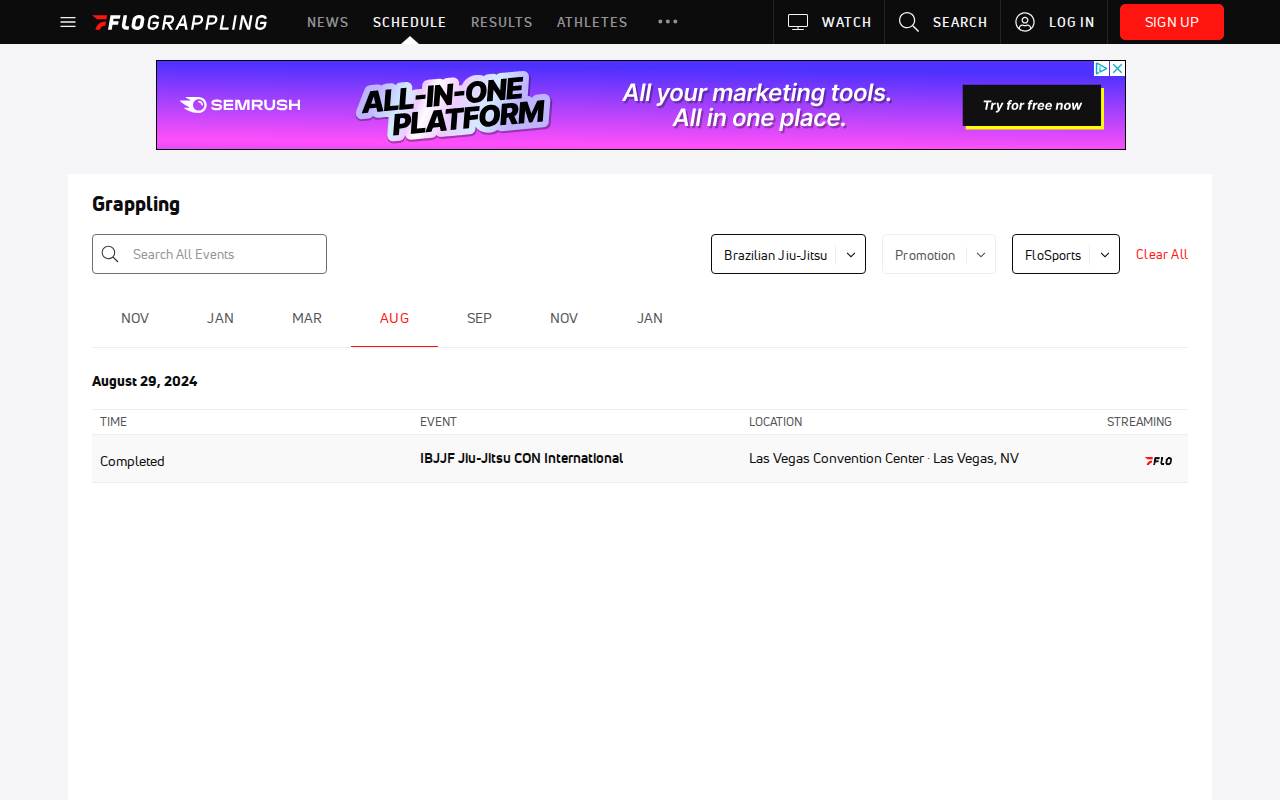 FLOGRAPPLING NEWS SCHEDULE RESULTS ATHLETES WATCH SEARCH LOG IN SIGN UP
SEMRUSH
ALL-IN-ONE
PLATFORM
All your marketing tools.
All in one place.
Try for free now
Grappling
Search All Events Brazilian Jiu-Jitsu Promotion FloSports Clear All
NOV JAN MAR AUG SEP NOV JAN
August 29, 2024
TIME EVENT LOCATION STREAMING
Completed IBJJF Jiu-Jitsu CON International Las Vegas Convention Center · Las Vegas, NV FLO